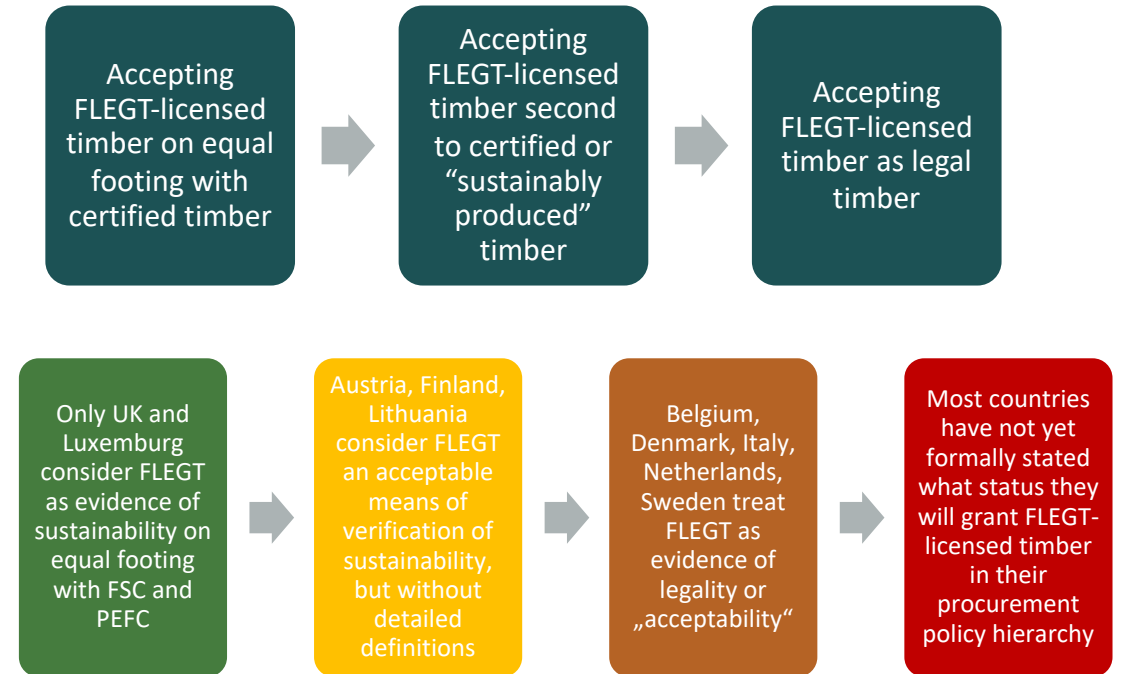 Accepting
FLEGT-licensed
timber on equal
footing with
certified timber
Accepting
FLEGT-licensed
timber second
to certified or
“sustainably
produced”
timber
Accepting
FLEGT-licensed
timber as legal
timber
Only UK and
Luxemburg
consider FLEGT
as evidence of
sustainability on
equal footing
with FSC and
PEFC
Austria, Finland,
Lithuania
consider FLEGT
an acceptable
means of
verification of
sustainability,
but without
detailed
definitions
Belgium,
Denmark, Italy,
Netherlands,
Sweden treat
FLEGT as
evidence of
legality or
„acceptability“
Most countries
have not yet
formally stated
what status they
will grant FLEGT-
licensed timber
in their
procurement
policy hierarchy